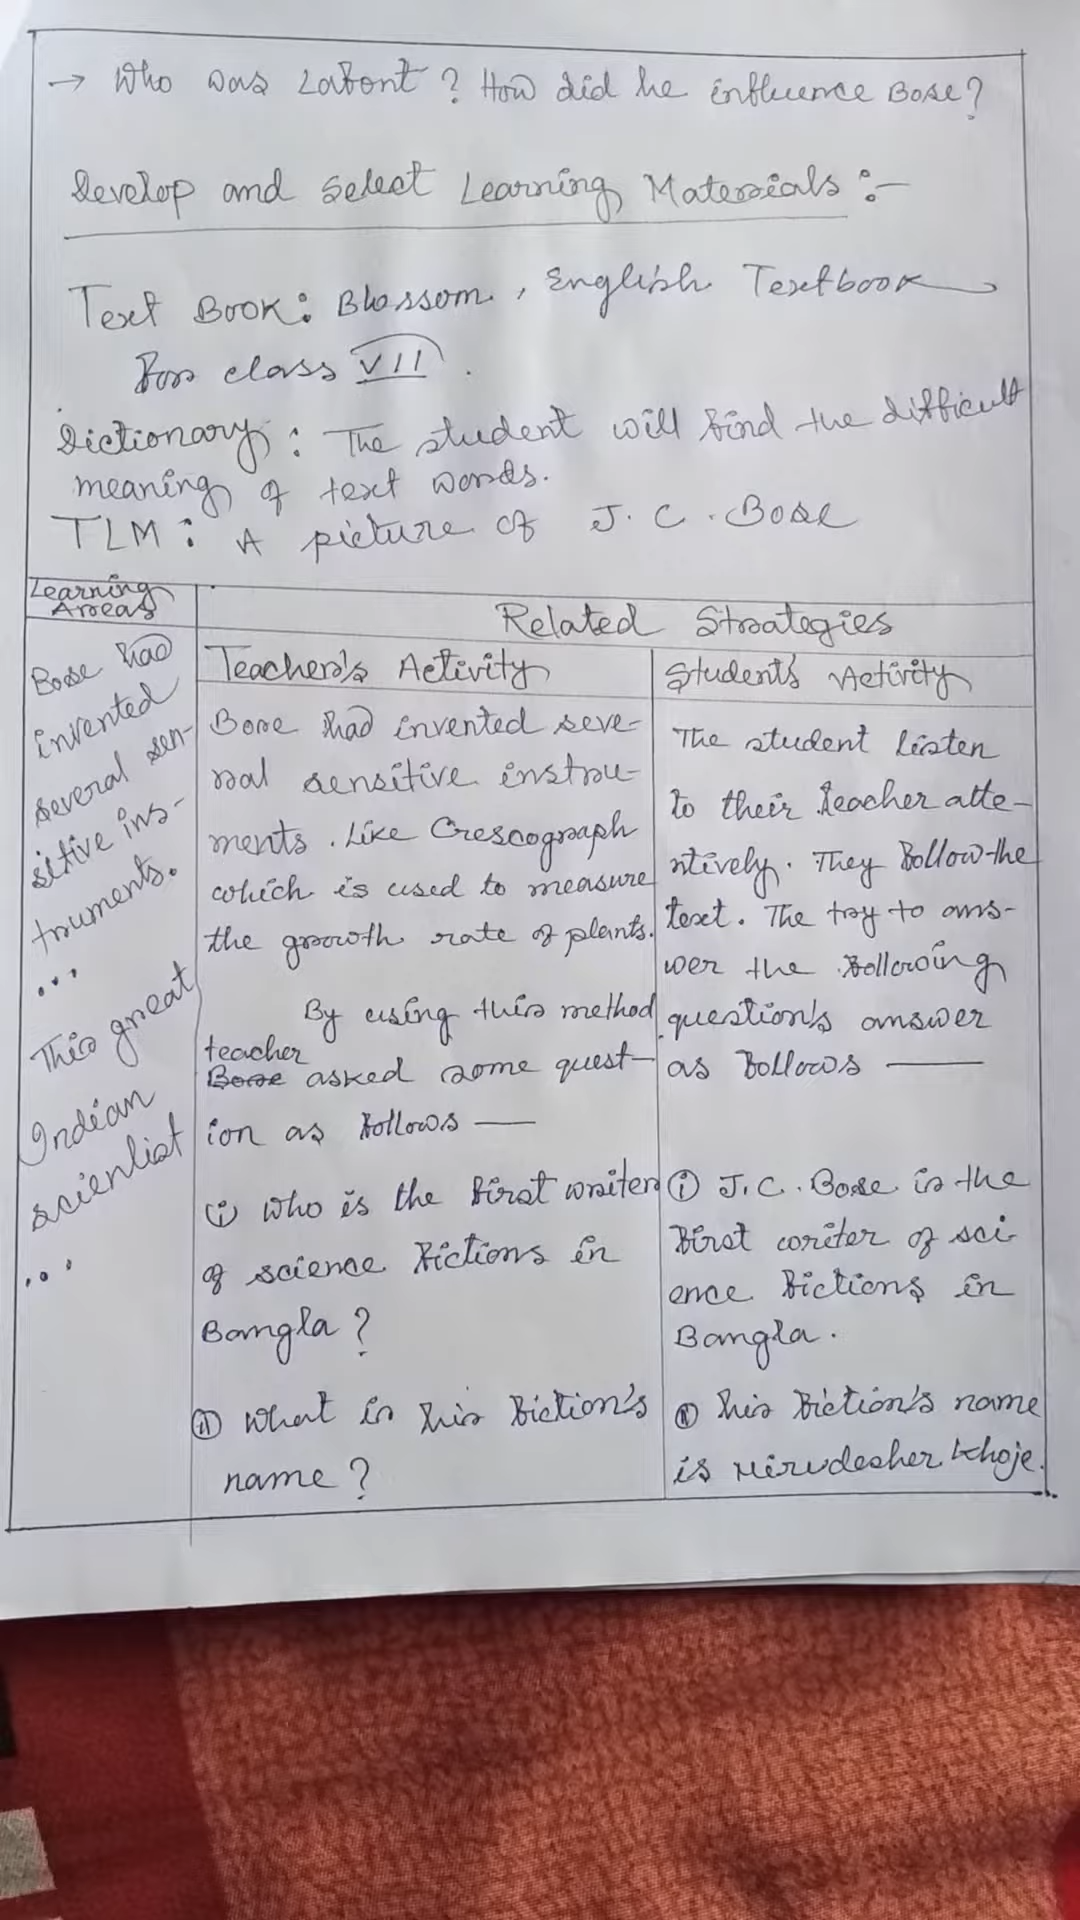 → Who was Lafont ? How did he influence Bose?
Develop and select Learning Materials :-
Text Book : Blossom , English Textbook
For class VII .
Dictionary : The student will find the difficult
meaning of text words.
TLM : A picture of J. C. Bose
Learning
Areas
Related Strategies
Bose had
invented
several sen-
sitive ins-
truments.
...
This great
Indian
scientist
...
Teacher's Activity
Bose had invented seve-
ral sensitive instru-
ments . Like Crescograph
which is used to measure
the growth rate of plants.
By using this method
teacher
Bose asked some quest-
ion as follows —
(i) Who is the first writer
of science fictions in
Bangla ?
(ii) What is his fiction's
name ?
Students' Activity
The student listen
to their teacher atte-
ntively. They follow the
text. The try to ans-
wer the following
question's answer
as follows —
(i) J.C. Bose is the
first writer of sci-
ence fictions in
Bangla .
(ii) his fiction's name
is Nirudesher khoje.